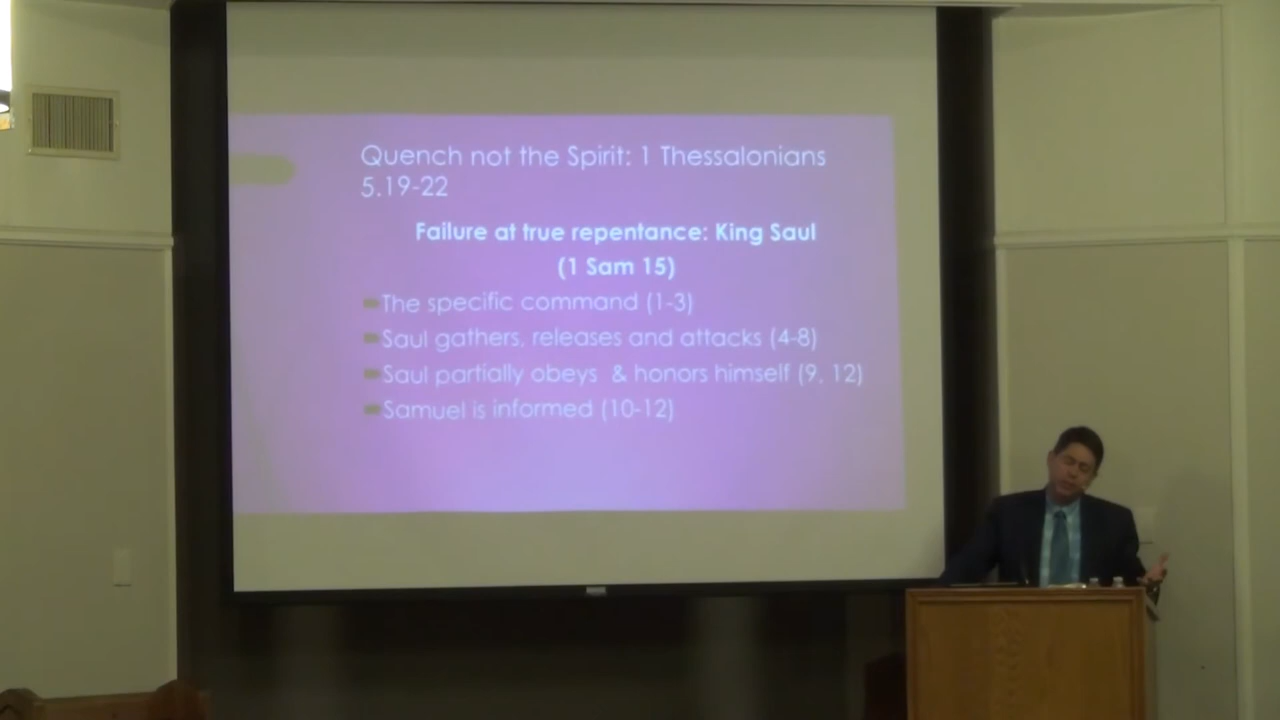 Quench not the Spirit: 1 Thessalonians
5.19-22
Failure at true repentance: King Saul
(1 Sam 15)
The specific command (1-3)
Saul gathers, releases and attacks (4-8)
Saul partially obeys & honors himself (9, 12)
Samuel is informed (10-12)